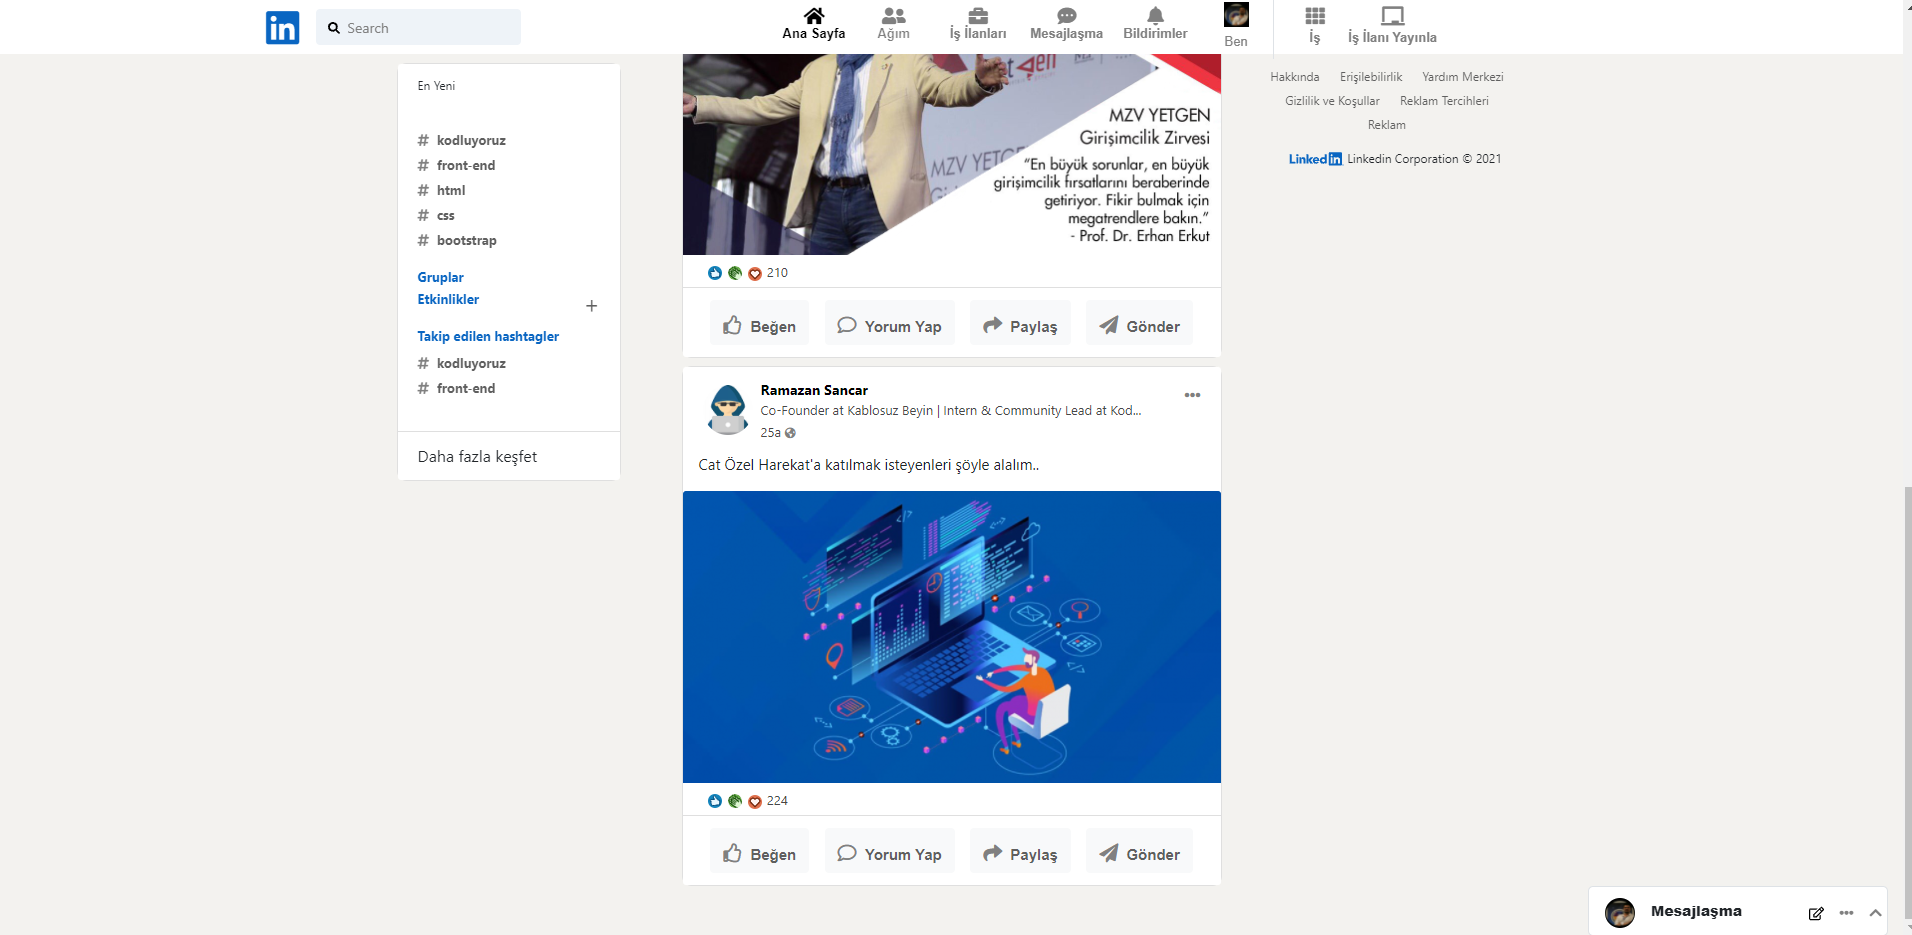 in
Search
Ana Sayfa
Ağım
İş İlanları
Mesajlaşma
Bildirimler
Ben
İş
İş İlanı Yayınla
En Yeni
# kodluyoruz
# front-end
# html
# css
# bootstrap
Gruplar
Etkinlikler
+
Takip edilen hashtagler
# kodluyoruz
# front-end
Daha fazla keşfet
MZV YETGEN
Girişimcilik Zirvesi
“En büyük sorunlar, en büyük
girişimcilik fırsatlarını beraberinde
getiriyor. Fikir bulmak için
megatrendlere bakın.”
- Prof. Dr. Erhan Erkut
210
Beğen
Yorum Yap
Paylaş
Gönder
Ramazan Sancar
Co-Founder at Kablosuz Beyin | Intern & Community Lead at Kod...
25a
Cat Özel Harekat'a katılmak isteyenleri şöyle alalım..
224
Beğen
Yorum Yap
Paylaş
Gönder
Hakkında Erişilebilirlik Yardım Merkezi
Gizlilik ve Koşullar Reklam Tercihleri
Reklam
Linkedin Linkedin Corporation © 2021
Mesajlaşma